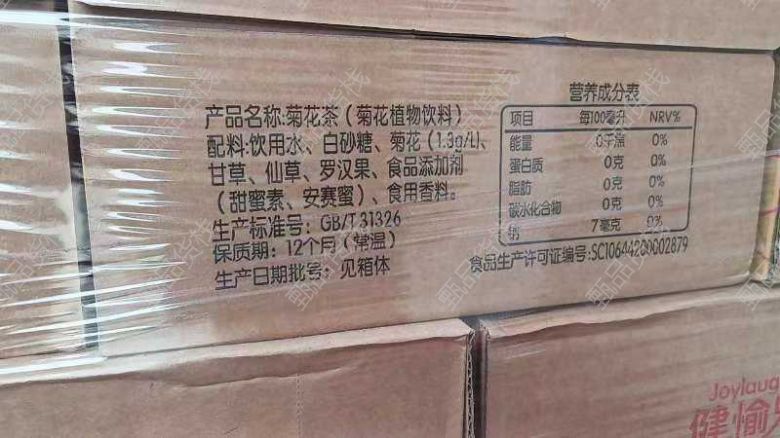 产品名称:菊花茶(菊花植物饮料)
配料:饮用水、白砂糖、菊花(1.3g/L)、
甘草、仙草、罗汉果、食品添加剂
(甜蜜素、安赛蜜)、食用香料。
生产标准号: GB/T 31326
保质期: 12个月(常温)
生产日期批号: 见箱体
营养成分表
项目 每100毫升 NRV%
能量 0千焦 0%
蛋白质 0克 0%
脂肪 0克 0%
碳水化合物 0克 0%
钠 7毫克 0%
食品生产许可证编号:SC10644200002879
Joylaug
健愉